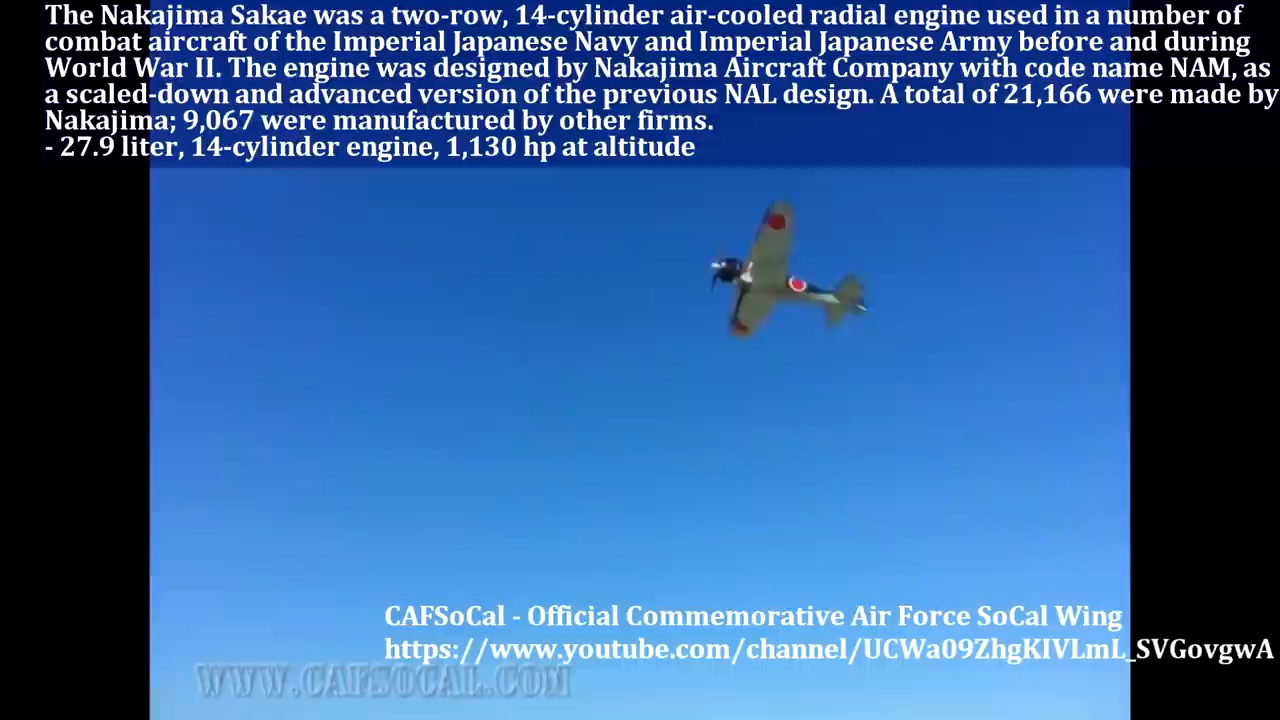 The Nakajima Sakae was a two-row, 14-cylinder air-cooled radial engine used in a number of
combat aircraft of the Imperial Japanese Navy and Imperial Japanese Army before and during
World War II. The engine was designed by Nakajima Aircraft Company with code name NAM, as
a scaled-down and advanced version of the previous NAL design. A total of 21,166 were made by
Nakajima; 9,067 were manufactured by other firms.
- 27.9 liter, 14-cylinder engine, 1,130 hp at altitude
CAFSoCal - Official Commemorative Air Force SoCal Wing
https://www.youtube.com/channel/UCWa09ZhgKIVLmL_SVGovgwA
WWW.CAFSOCAL.COM